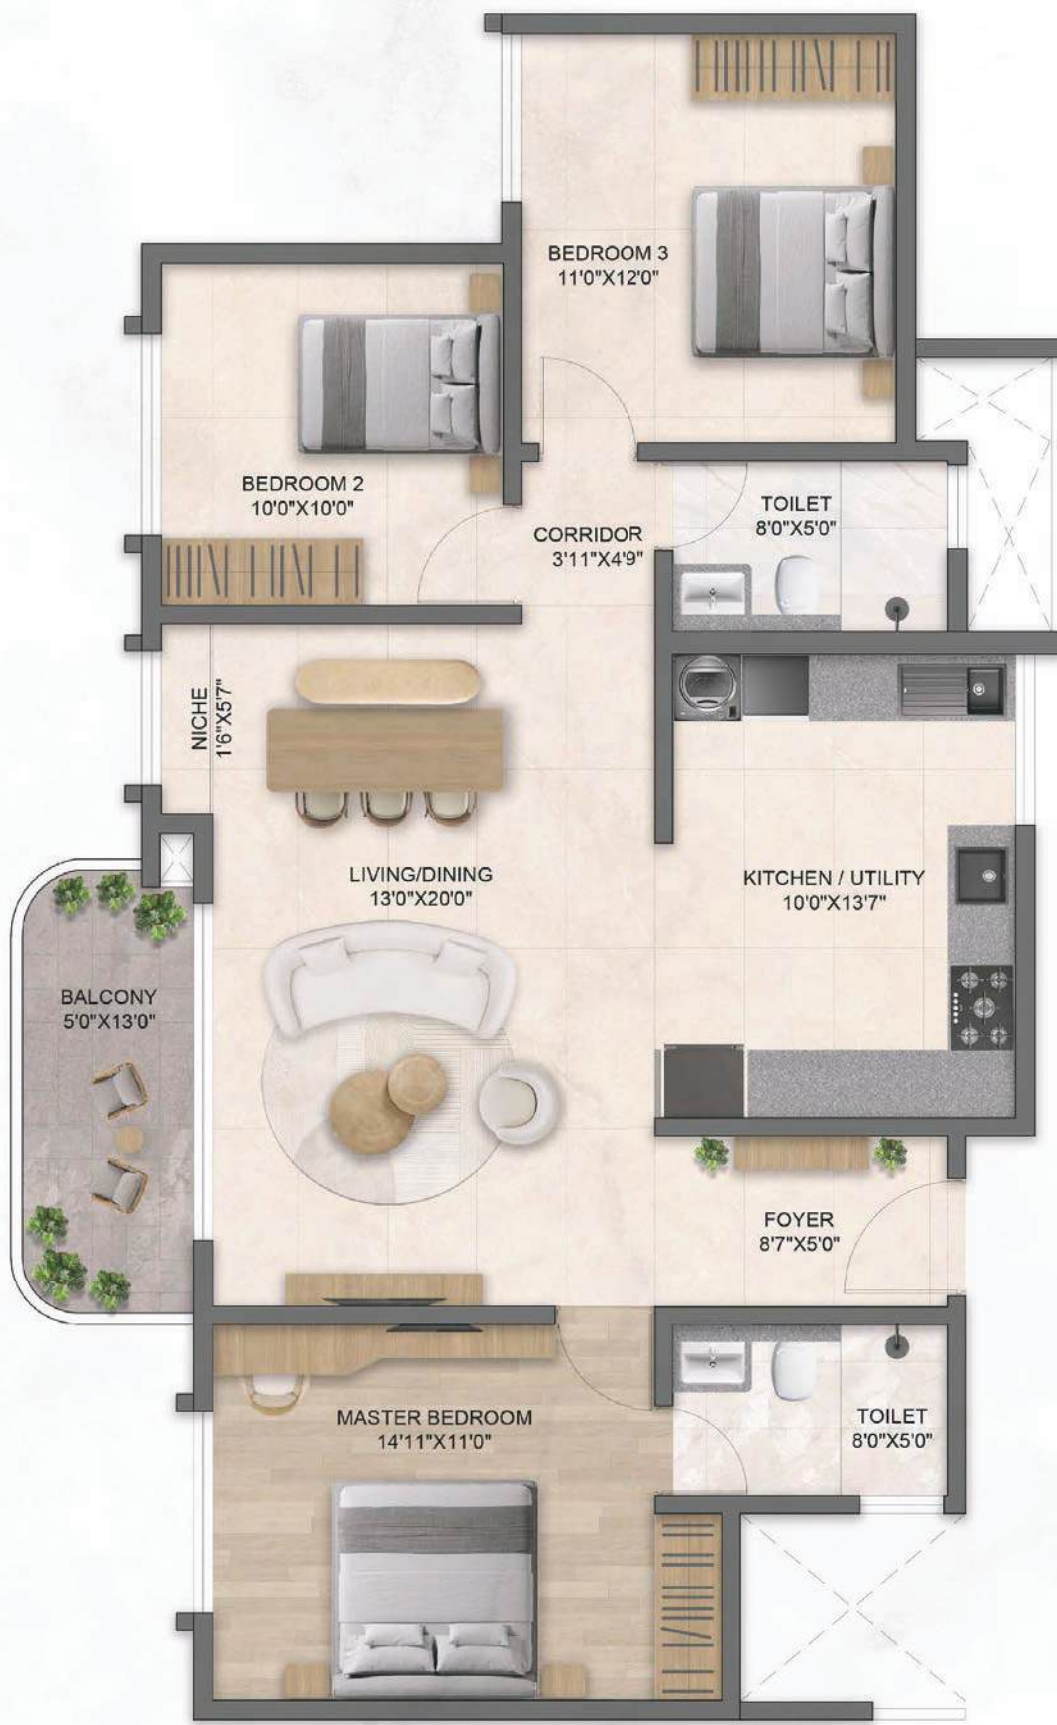 BEDROOM 3
11'0"X12'0"
BEDROOM 2
10'0"X10'0"
CORRIDOR
3'11"X4'9"
TOILET
8'0"X5'0"
NICHE
1'6"X5'7"
LIVING/DINING
13'0"X20'0"
KITCHEN / UTILITY
10'0"X13'7"
BALCONY
5'0"X13'0"
FOYER
8'7"X5'0"
MASTER BEDROOM
14'11"X11'0"
TOILET
8'0"X5'0"